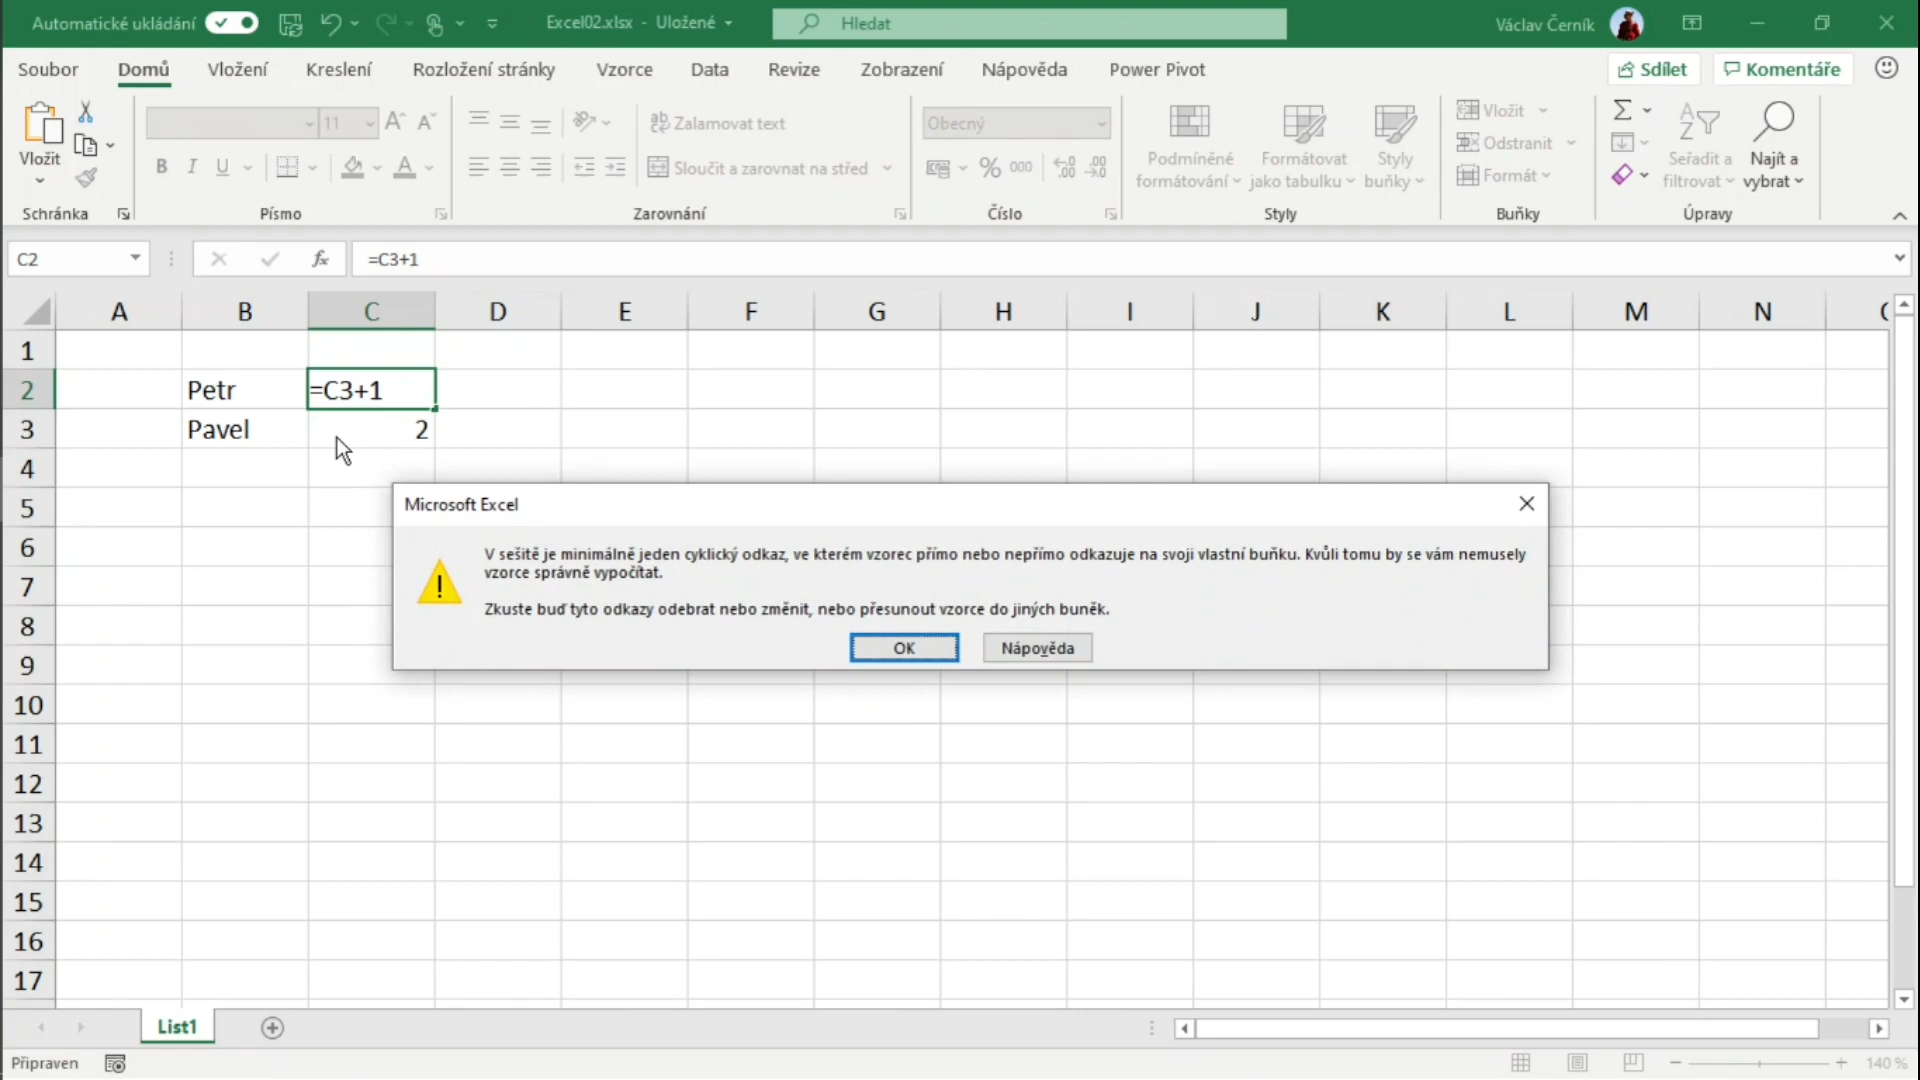 Automatické ukládání
Excel02.xlsx - Uložené
Hledat
Václav Černík
Soubor Domů Vložení Kreslení Rozložení stránky Vzorce Data Revize Zobrazení Nápověda Power Pivot
Sdílet Komentáře
Vložit
11
A A
Zalamovat text
Obecný
Podmíněné formátování
Formátovat jako tabulku
Styly buňky
Vložit
Odstranit
Formát
Seřadit a filtrovat
Najít a vybrat
B I U
Sloučit a zarovnat na střed
% 000
Schránka Písmo Zarovnání Číslo Styly Buňky Úpravy
C2 fx =C3+1
A B C D E F G H I J K L M N
1
2 Petr =C3+1
3 Pavel 2
4
5
6
7
8
9
10
11
12
13
14
15
16
17
Microsoft Excel
V sešitě je minimálně jeden cyklický odkaz, ve kterém vzorec přímo nebo nepřímo odkazuje na svoji vlastní buňku. Kvůli tomu by se vám nemusely
vzorce správně vypočítat.
Zkuste buď tyto odkazy odebrat nebo změnit, nebo přesunout vzorce do jiných buněk.
OK Nápověda
List1
Připraven
140 %